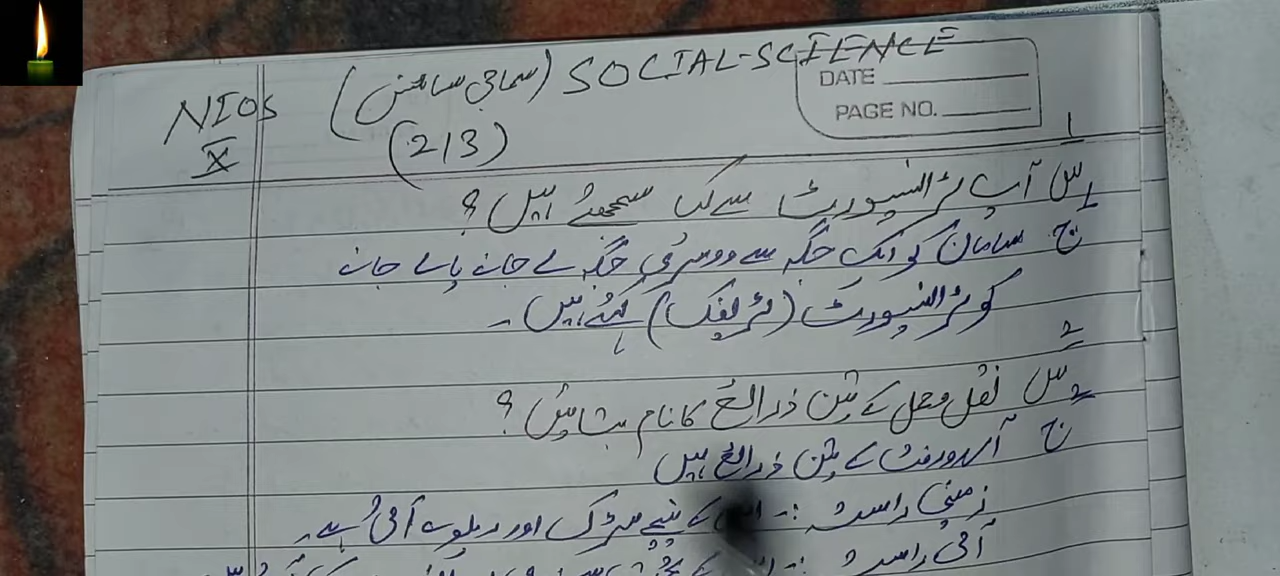 NIOS (سماجی سائنس) SOCIAL-SCIENCE
X (213)
DATE
PAGE NO.
1
س آپ ٹرانسپورٹ سے کیا سمجھتے ہیں ؟
ج سامان کو ایک جگہ سے دوسری جگہ لے جانے یا لے جانے
کو ٹرانسپورٹ (ٹریفک) کہتے ہیں ۔
2
س نقل وحمل کے تین ذرائع کا نام بتائیں ؟
ج آمدورفت کے تین ذرائع ہیں
زمینی راستہ :- اس کے نیچے سڑک اور ریلوے آتی ہے۔
آبی راستہ :-